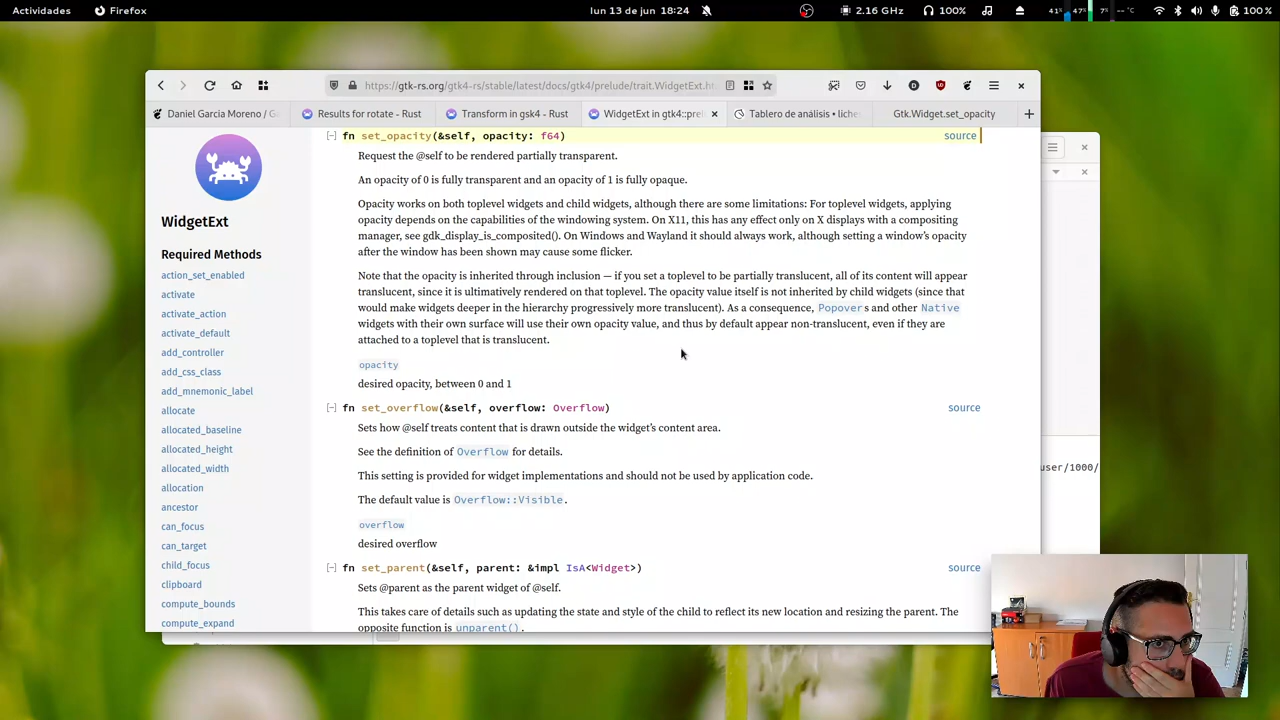 Actividades
Firefox
lun 13 de jun 18:24
2.16 GHz
100%
41%
47%
7%
-- °C
100 %
https://gtk-rs.org/gtk4-rs/stable/latest/docs/gtk4/prelude/trait.WidgetExt.h
Daniel Garcia Moreno / G
Results for rotate - Rust
Transform in gsk4 - Rust
WidgetExt in gtk4::pre
Tablero de análisis • liches
Gtk.Widget.set_opacity
WidgetExt
Required Methods
action_set_enabled
activate
activate_action
activate_default
add_controller
add_css_class
add_mnemonic_label
allocate
allocated_baseline
allocated_height
allocated_width
allocation
ancestor
can_focus
can_target
child_focus
clipboard
compute_bounds
compute_expand
[−] fn set_opacity(&self, opacity: f64) source
Request the @self to be rendered partially transparent.
An opacity of 0 is fully transparent and an opacity of 1 is fully opaque.
Opacity works on both toplevel widgets and child widgets, although there are some limitations: For toplevel widgets, applying
opacity depends on the capabilities of the windowing system. On X11, this has any effect only on X displays with a compositing
manager, see gdk_display_is_composited(). On Windows and Wayland it should always work, although setting a window’s opacity
after the window has been shown may cause some flicker.
Note that the opacity is inherited through inclusion — if you set a toplevel to be partially translucent, all of its content will appear
translucent, since it is ultimatively rendered on that toplevel. The opacity value itself is not inherited by child widgets (since that
would make widgets deeper in the hierarchy progressively more translucent). As a consequence, Popovers and other Native
widgets with their own surface will use their own opacity value, and thus by default appear non-translucent, even if they are
attached to a toplevel that is translucent.
opacity
desired opacity, between 0 and 1
[−] fn set_overflow(&self, overflow: Overflow) source
Sets how @self treats content that is drawn outside the widget’s content area.
See the definition of Overflow for details.
This setting is provided for widget implementations and should not be used by application code.
The default value is Overflow::Visible.
overflow
desired overflow
[−] fn set_parent(&self, parent: &impl IsA<Widget>) source
Sets @parent as the parent widget of @self.
This takes care of details such as updating the state and style of the child to reflect its new location and resizing the parent. The
opposite function is unparent().
user/1000/